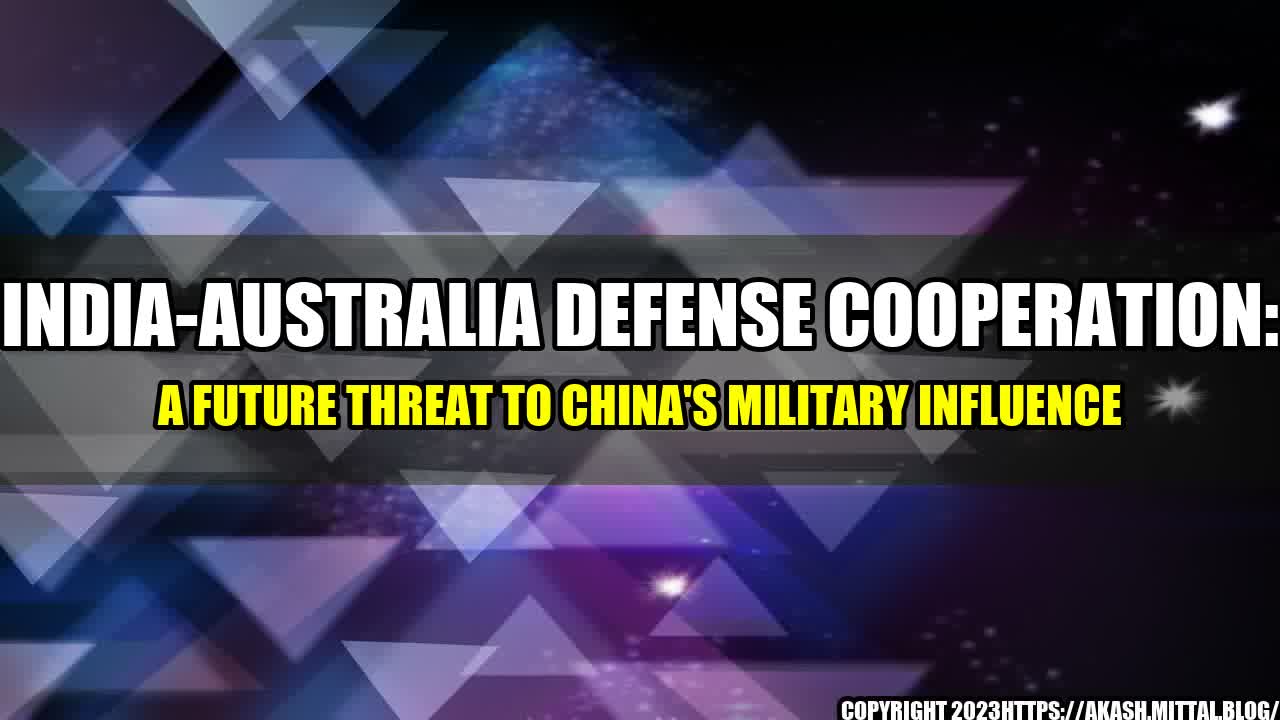 INDIA-AUSTRALIA DEFENSE COOPERATION:
A FUTURE THREAT TO CHINA'S MILITARY INFLUENCE
COPYRIGHT 2023HTTPS://AKASH.MITTAL.BLOG/